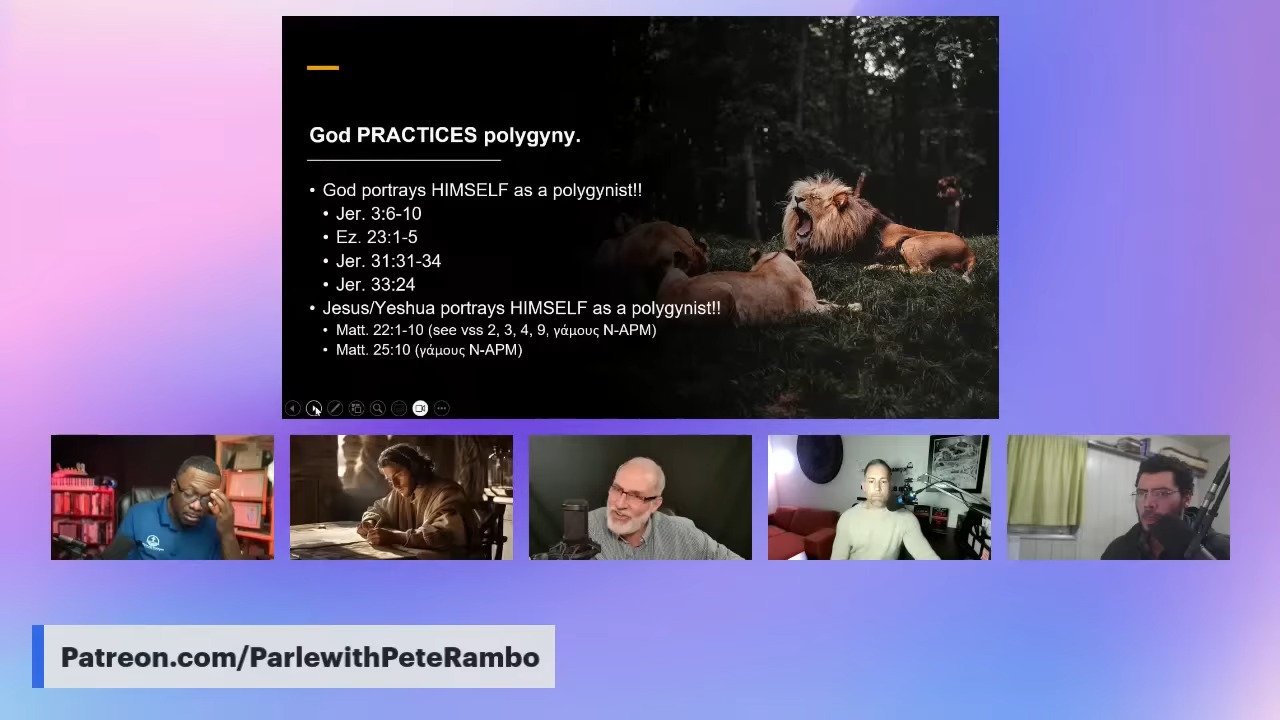 God PRACTICES polygyny.
• God portrays HIMSELF as a polygynist!!
• Jer. 3:6-10
• Ez. 23:1-5
• Jer. 31:31-34
• Jer. 33:24
• Jesus/Yeshua portrays HIMSELF as a polygynist!!
• Matt. 22:1-10 (see vss 2, 3, 4, 9, γάμους N-APM)
• Matt. 25:10 (γάμους N-APM)
Patreon.com/ParlewithPeteRambo